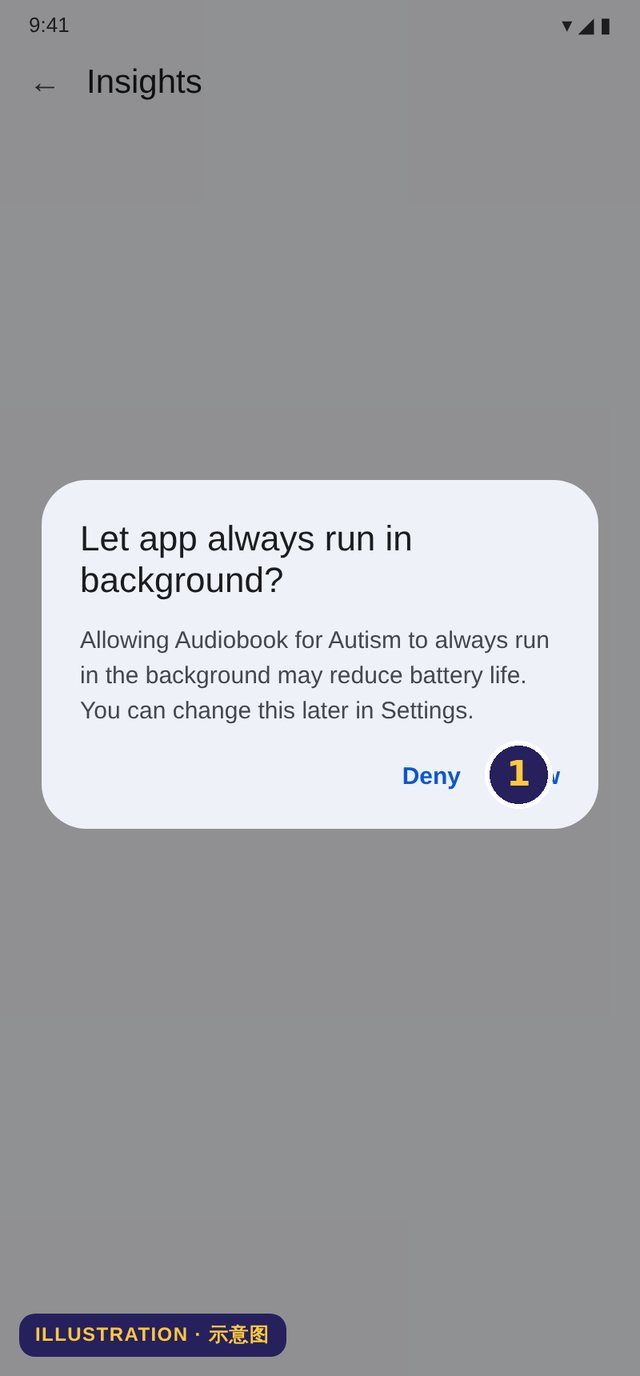 9:41
← Insights
Let app always run in
background?
Allowing Audiobook for Autism to always run
in the background may reduce battery life.
You can change this later in Settings.
Deny 1
ILLUSTRATION · 示意图